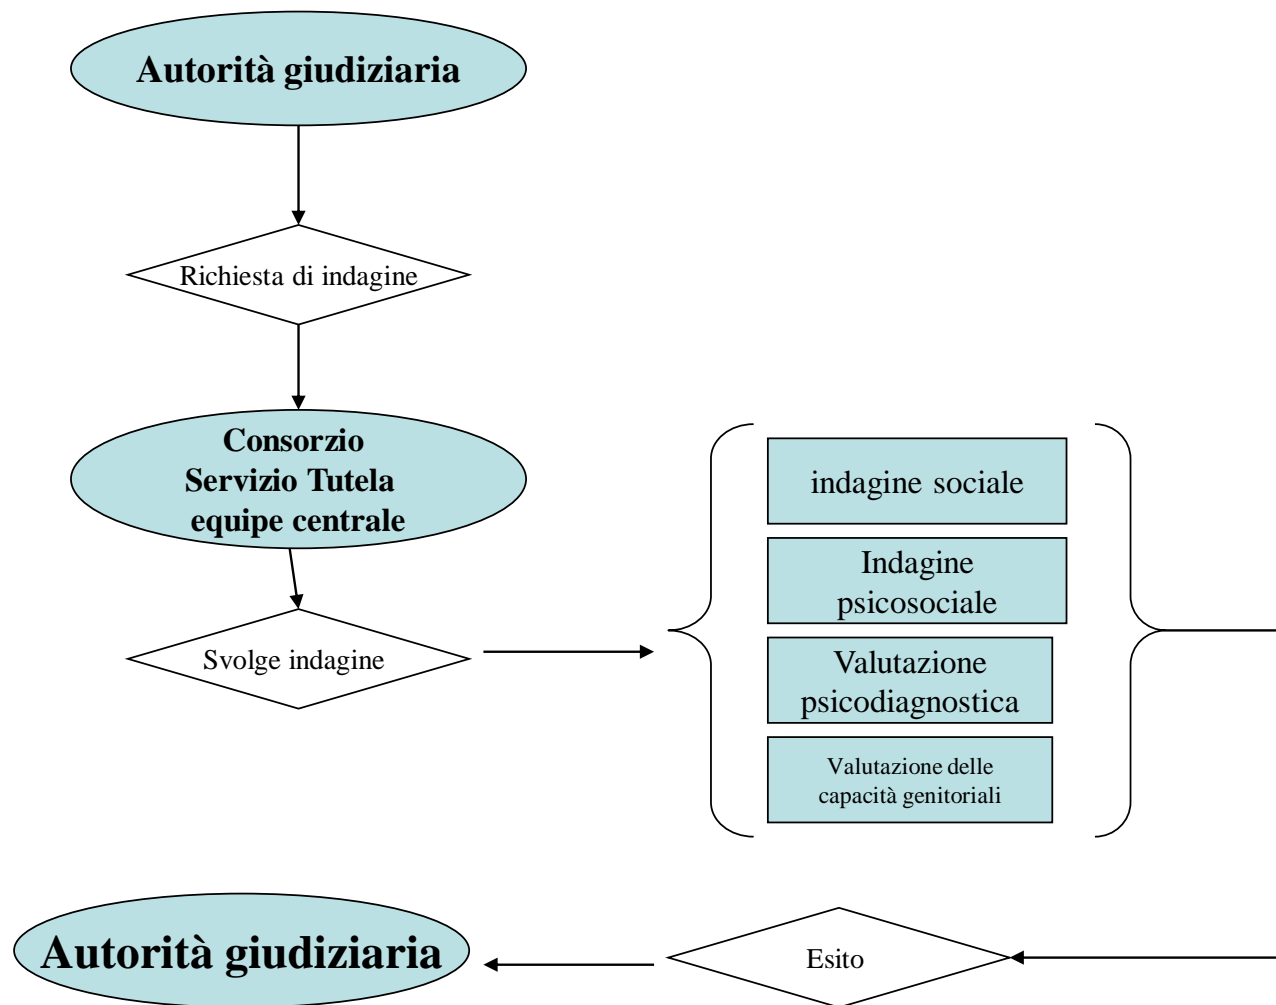 Autorità giudiziaria
Richiesta di indagine
Consorzio
Servizio Tutela
equipe centrale
Svolge indagine
indagine sociale
Indagine
psicosociale
Valutazione
psicodiagnostica
Valutazione delle
capacità genitoriali
Autorità giudiziaria
Esito